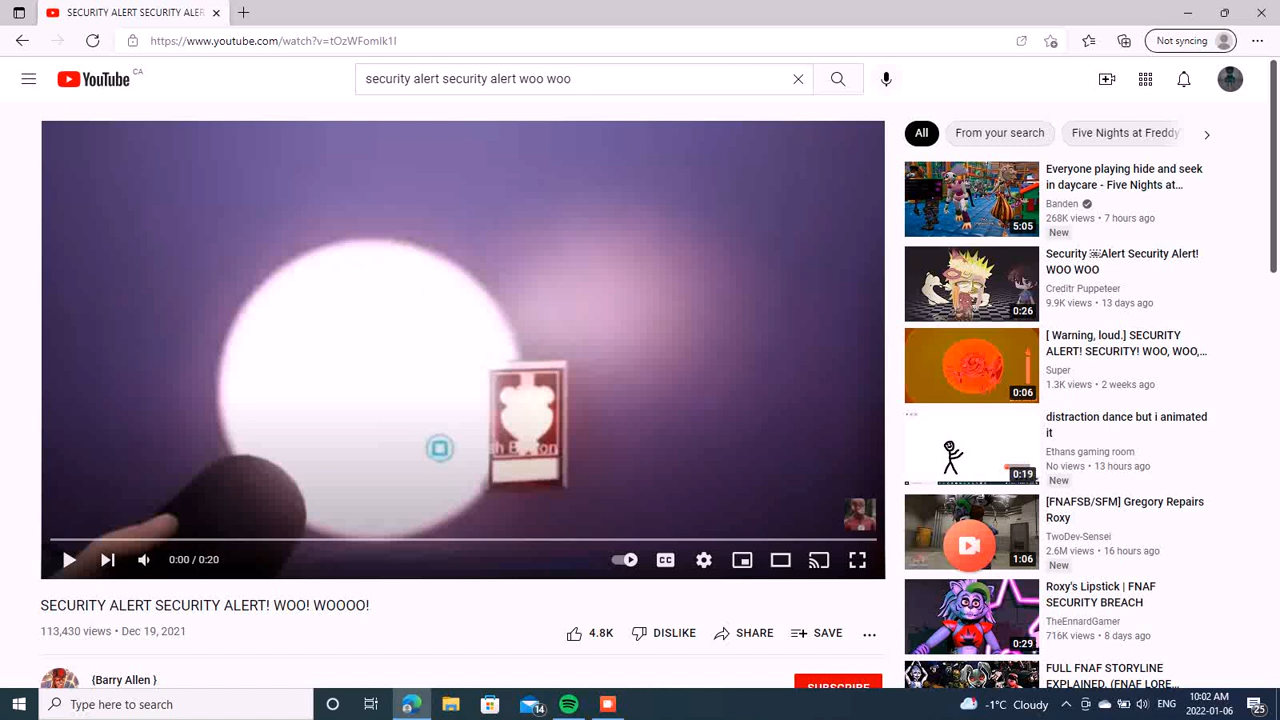 SECURITY ALERT SECURITY ALER
https://www.youtube.com/watch?v=tOzWFomIk1I
Not syncing
YouTube CA
security alert security alert woo woo
All
From your search
Five Nights at Freddy'
Everyone playing hide and seek
in daycare - Five Nights at...
Banden
268K views • 7 hours ago
New
5:05
Security Alert Security Alert!
WOO WOO
Creditr Puppeteer
9.9K views • 13 days ago
0:26
[ Warning, loud.] SECURITY
ALERT! SECURITY! WOO, WOO,...
Super
1.3K views • 2 weeks ago
0:06
distraction dance but i animated
it
Ethans gaming room
No views • 13 hours ago
New
0:19
[FNAFSB/SFM] Gregory Repairs
Roxy
TwoDev-Sensei
2.6M views • 16 hours ago
New
1:06
Roxy's Lipstick | FNAF
SECURITY BREACH
TheEnnardGamer
716K views • 8 days ago
0:29
FULL FNAF STORYLINE
EXPLAINED. (FNAF LORE
0:00 / 0:20
CC
SECURITY ALERT SECURITY ALERT! WOO! WOOOO!
113,430 views • Dec 19, 2021
4.8K
DISLIKE
SHARE
SAVE
{Barry Allen }
SUBSCRIBE
Type here to search
14
-1°C Cloudy
ENG
10:02 AM
2022-01-06
25